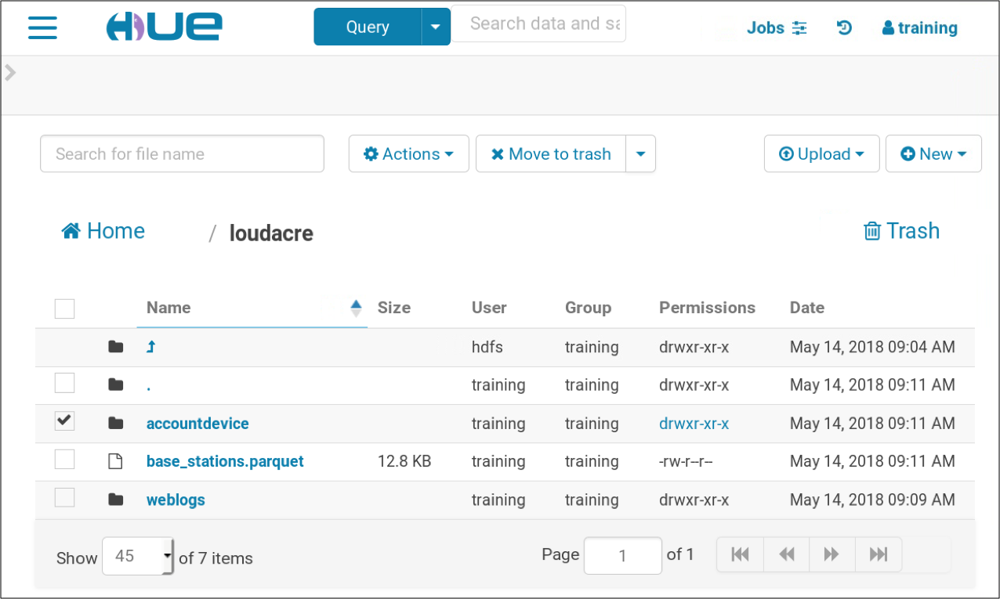 HUE Query Search data and sa Jobs training
Search for file name Actions Move to trash Upload New
Home / loudacre Trash
Name Size User Group Permissions Date
hdfs training drwxr-xr-x May 14, 2018 09:04 AM
. training training drwxr-xr-x May 14, 2018 09:11 AM
accountdevice training training drwxr-xr-x May 14, 2018 09:11 AM
base_stations.parquet 12.8 KB training training -rw-r--r-- May 14, 2018 09:11 AM
weblogs training training drwxr-xr-x May 14, 2018 09:09 AM
Show 45 of 7 items Page 1 of 1